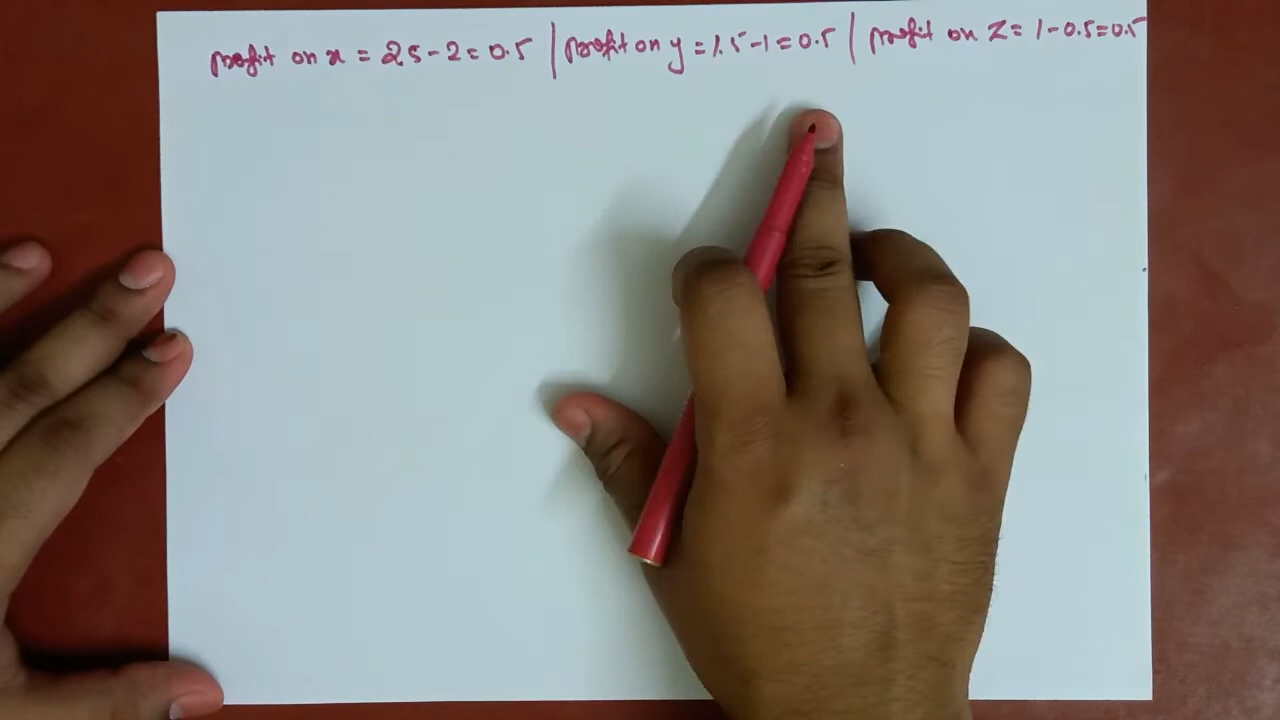 profit on x = 2.5 - 2 = 0.5 | profit on y = 1.5 - 1 = 0.5 | profit on Z = 1 - 0.5 = 0.5